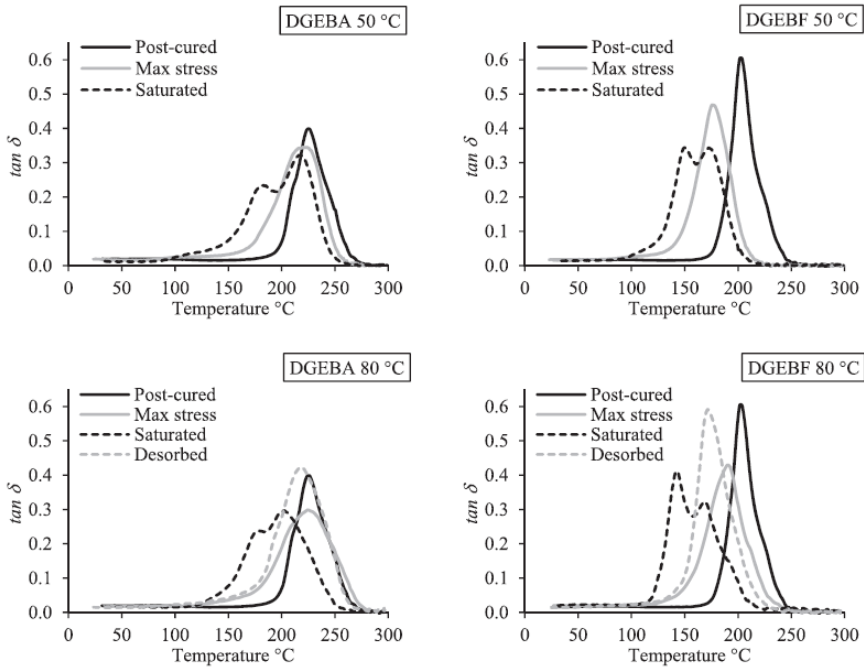 DGEBA 50 °C
tan δ
0.6
0.5
0.4
0.3
0.2
0.1
0.0
Post-cured
Max stress
Saturated
0 50 100 150 200 250 300
Temperature °C
DGEBF 50 °C
tan δ
0.6
0.5
0.4
0.3
0.2
0.1
0.0
Post-cured
Max stress
Saturated
0 50 100 150 200 250 300
Temperature °C
DGEBA 80 °C
tan δ
0.6
0.5
0.4
0.3
0.2
0.1
0.0
Post-cured
Max stress
Saturated
Desorbed
0 50 100 150 200 250 300
Temperature °C
DGEBF 80 °C
tan δ
0.6
0.5
0.4
0.3
0.2
0.1
0.0
Post-cured
Max stress
Saturated
Desorbed
0 50 100 150 200 250 300
Temperature °C